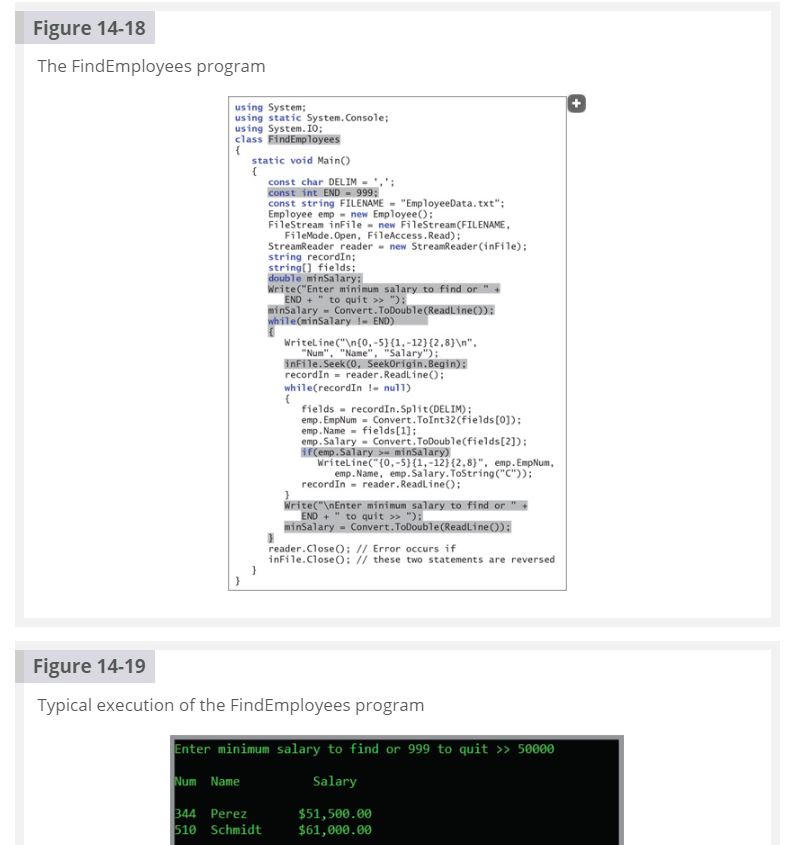 Figure 14-18
The FindEmployees program
using System;
using static System.Console;
using System.IO;
class FindEmployees
{
static void Main()
{
const char DELIM = ',';
const int END = 999;
const string FILENAME = "EmployeeData.txt";
Employee emp = new Employee();
FileStream inFile = new FileStream(FILENAME,
FileMode.Open, FileAccess.Read);
StreamReader reader = new StreamReader(inFile);
string recordIn;
string[] fields;
double minSalary;
Write("Enter minimum salary to find or " +
END + " to quit >> ");
minSalary = Convert.ToDouble(ReadLine());
while(minSalary != END)
{
WriteLine("\n{0,-5}{1,-12}{2,8}\n",
"Num", "Name", "Salary");
inFile.Seek(0, SeekOrigin.Begin);
recordIn = reader.ReadLine();
while(recordIn != null)
{
fields = recordIn.Split(DELIM);
emp.EmpNum = Convert.ToInt32(fields[0]);
emp.Name = fields[1];
emp.Salary = Convert.ToDouble(fields[2]);
if(emp.Salary >= minSalary)
WriteLine("{0,-5}{1,-12}{2,8}", emp.EmpNum,
emp.Name, emp.Salary.ToString("C"));
recordIn = reader.ReadLine();
}
Write("\nEnter minimum salary to find or " +
END + " to quit >> ");
minSalary = Convert.ToDouble(ReadLine());
}
reader.Close(); // Error occurs if
inFile.Close(); // these two statements are reversed
}
}
Figure 14-19
Typical execution of the FindEmployees program
Enter minimum salary to find or 999 to quit >> 50000
Num Name Salary
344 Perez $51,500.00
510 Schmidt $61,000.00